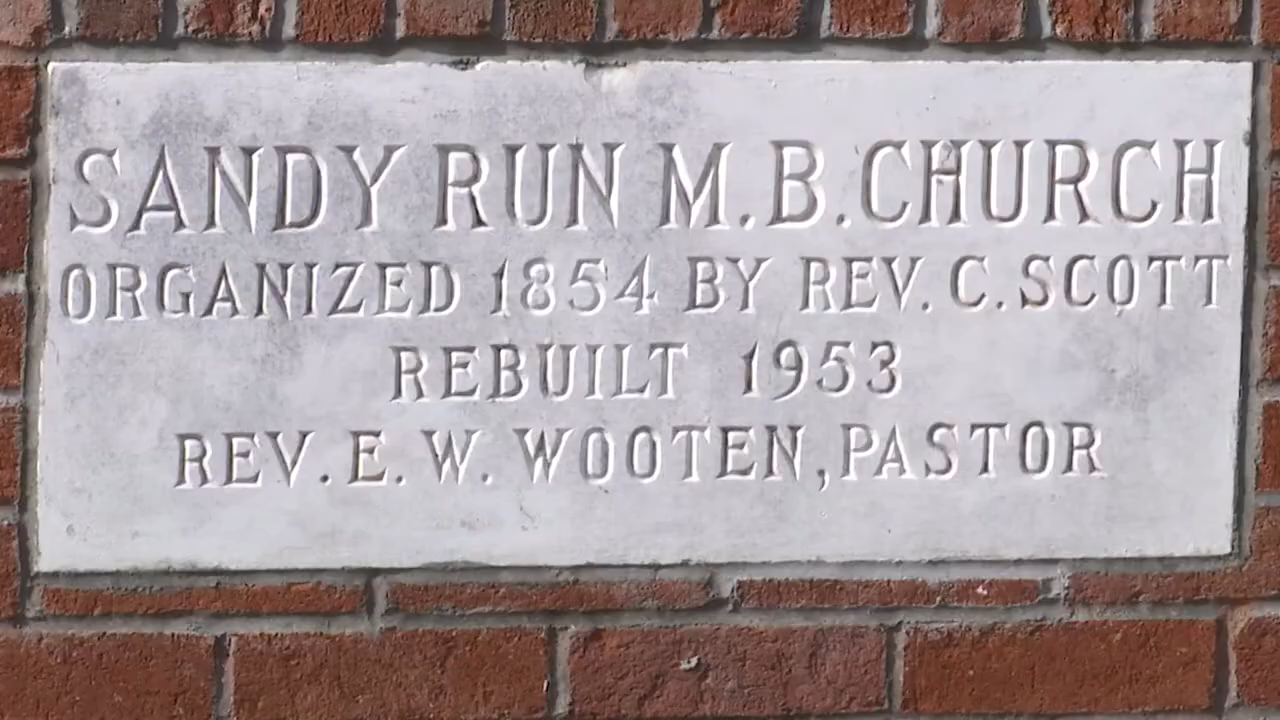 SANDY RUN M.B.CHURCH
ORGANIZED 1854 BY REV. C. SCOTT
REBUILT 1953
REV. E. W. WOOTEN, PASTOR